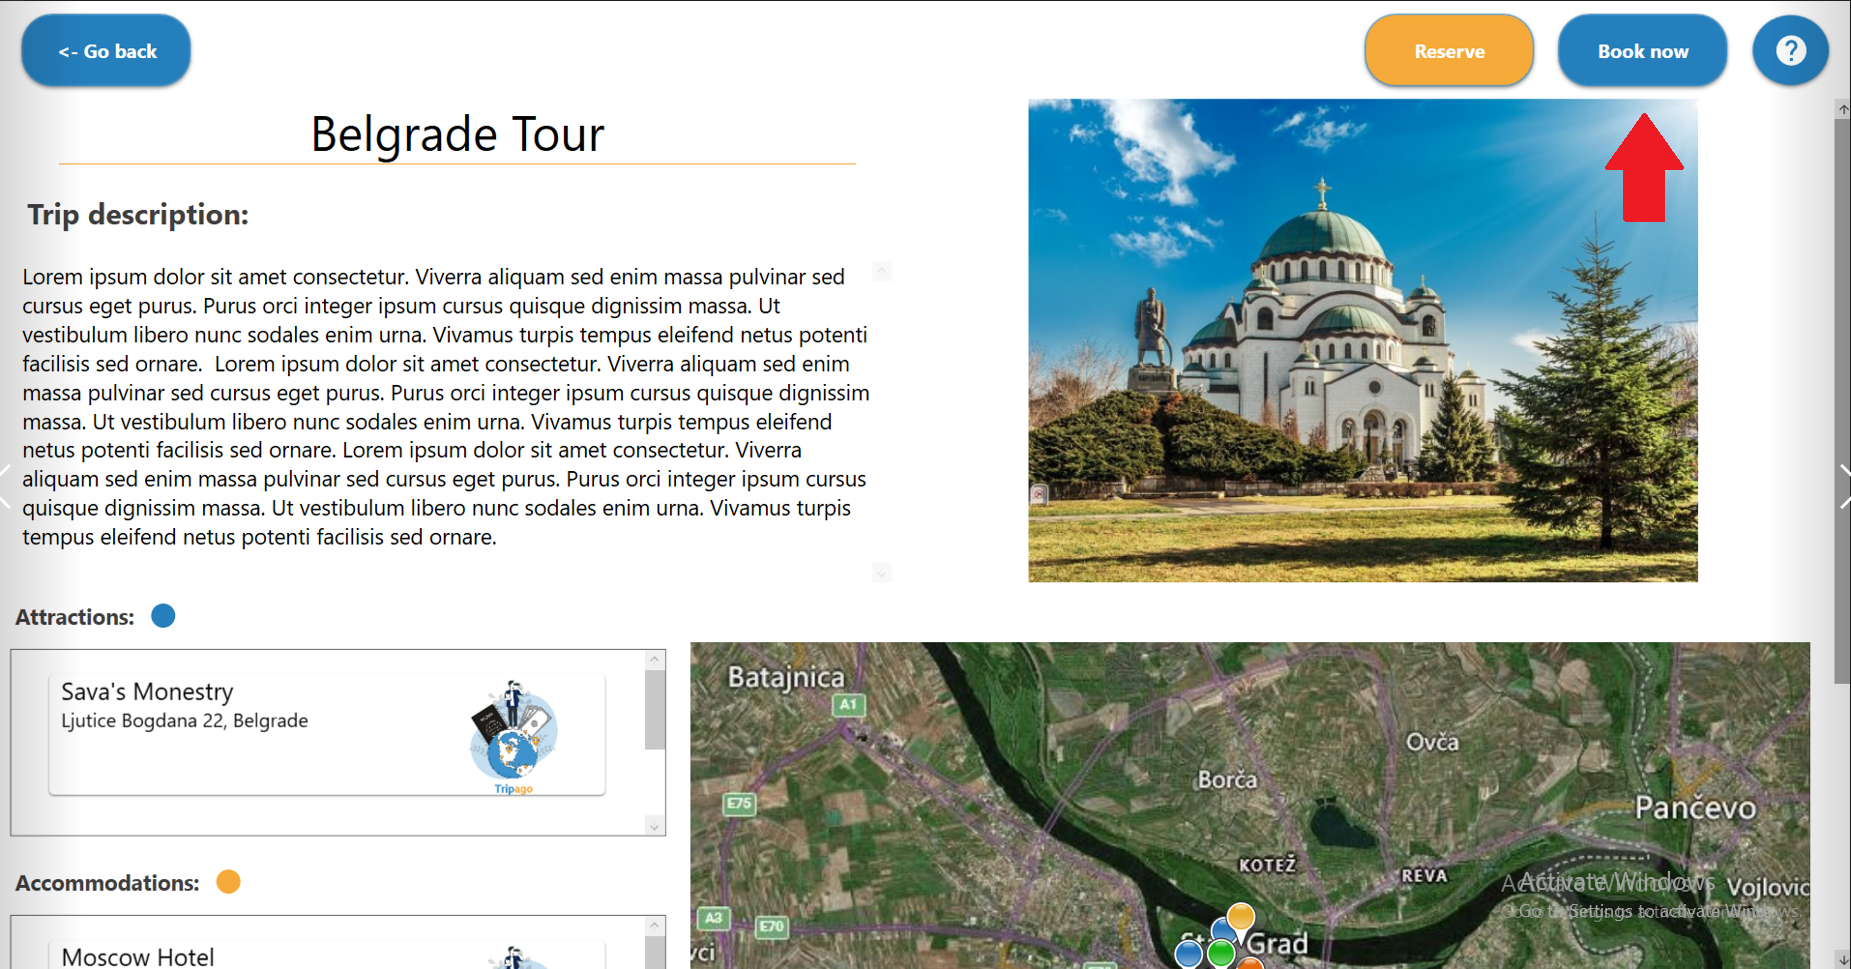 <- Go back
Reserve
Book now
?
Belgrade Tour
Trip description:
Lorem ipsum dolor sit amet consectetur. Viverra aliquam sed enim massa pulvinar sed
cursus eget purus. Purus orci integer ipsum cursus quisque dignissim massa. Ut
vestibulum libero nunc sodales enim urna. Vivamus turpis tempus eleifend netus potenti
facilisis sed ornare.  Lorem ipsum dolor sit amet consectetur. Viverra aliquam sed enim
massa pulvinar sed cursus eget purus. Purus orci integer ipsum cursus quisque dignissim
massa. Ut vestibulum libero nunc sodales enim urna. Vivamus turpis tempus eleifend
netus potenti facilisis sed ornare. Lorem ipsum dolor sit amet consectetur. Viverra
aliquam sed enim massa pulvinar sed cursus eget purus. Purus orci integer ipsum cursus
quisque dignissim massa. Ut vestibulum libero nunc sodales enim urna. Vivamus turpis
tempus eleifend netus potenti facilisis sed ornare.
Attractions:
Sava's Monestry
Ljutice Bogdana 22, Belgrade
Tripago
Accommodations:
Moscow Hotel
Batajnica
A1
Ovča
Borča
E75
Pančevo
KOTEŽ
REVA
Activate Windows
Vojlovic
Go to Settings to activate Windows.
A3
E70
vci
Grad